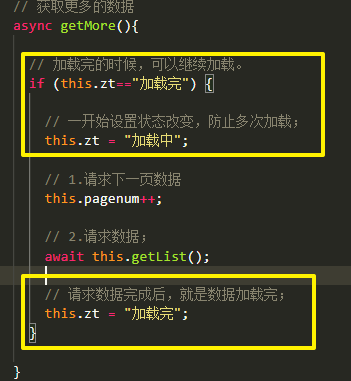 // 获取更多的数据
async getMore(){
// 加载完的时候，可以继续加载。
if (this.zt=="加载完") {
// 一开始设置状态改变，防止多次加载；
this.zt = "加载中";
// 1.请求下一页数据
this.pagenum++;
// 2.请求数据；
await this.getList();
// 请求数据完成后，就是数据加载完；
this.zt = "加载完";
}
}